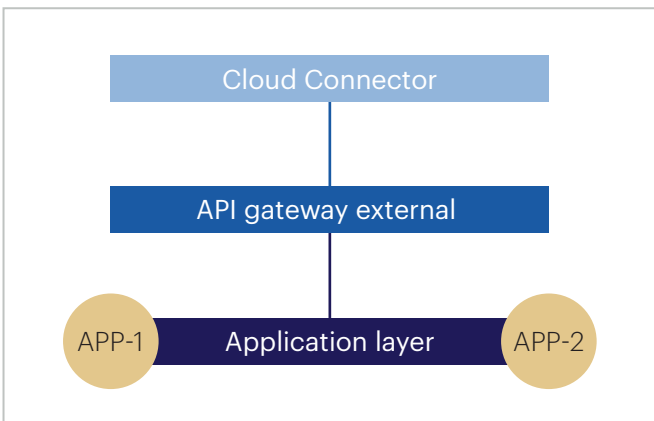 Cloud Connector
API gateway external
APP-1
Application layer
APP-2